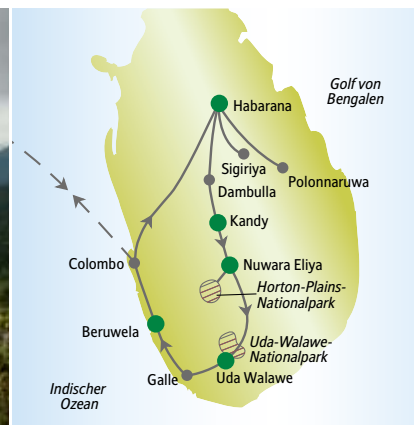 Golf von
Bengalen
Habarana
Sigiriya
Dambulla
Polonnaruwa
Kandy
Colombo
Nuwara Eliya
Horton-Plains-
Nationalpark
Beruwela
Uda-Walawe-
Nationalpark
Galle
Uda Walawe
Indischer
Ozean